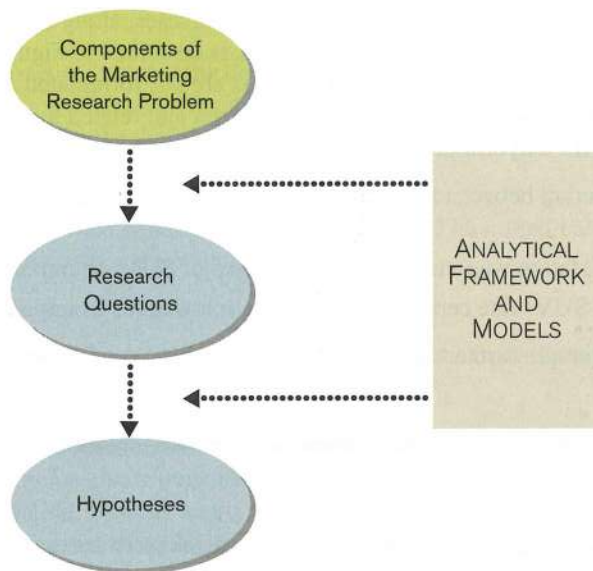 Components of
the Marketing
Research Problem
Research
Questions
Hypotheses
ANALYTICAL
FRAMEWORK
AND
MODELS